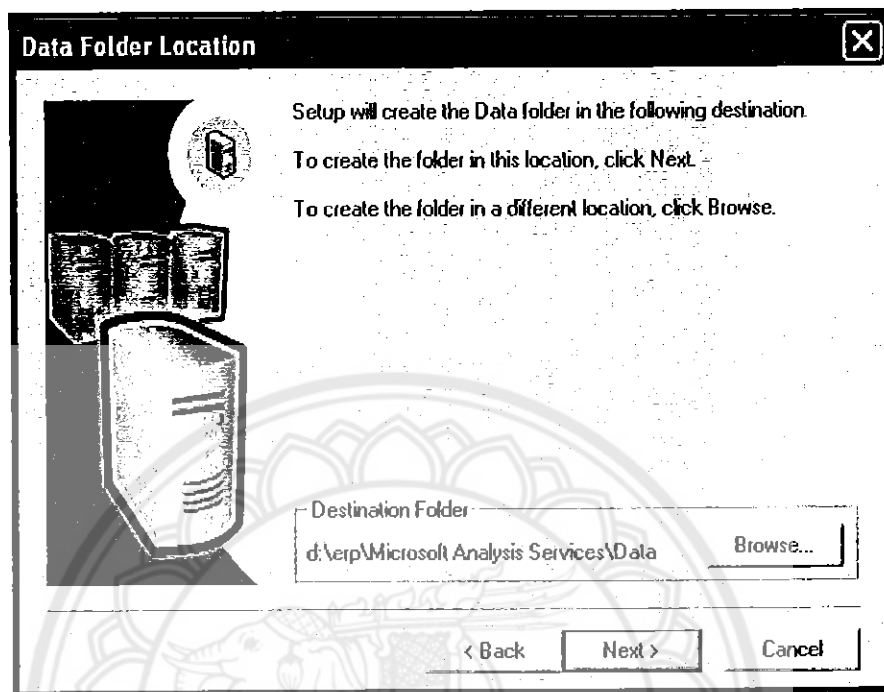 Data Folder Location
Setup will create the Data folder in the following destination.
To create the folder in this location, click Next.
To create the folder in a different location, click Browse.
Destination Folder
d:\erp\Microsoft Analysis Services\Data
Browse...
< Back
Next >
Cancel